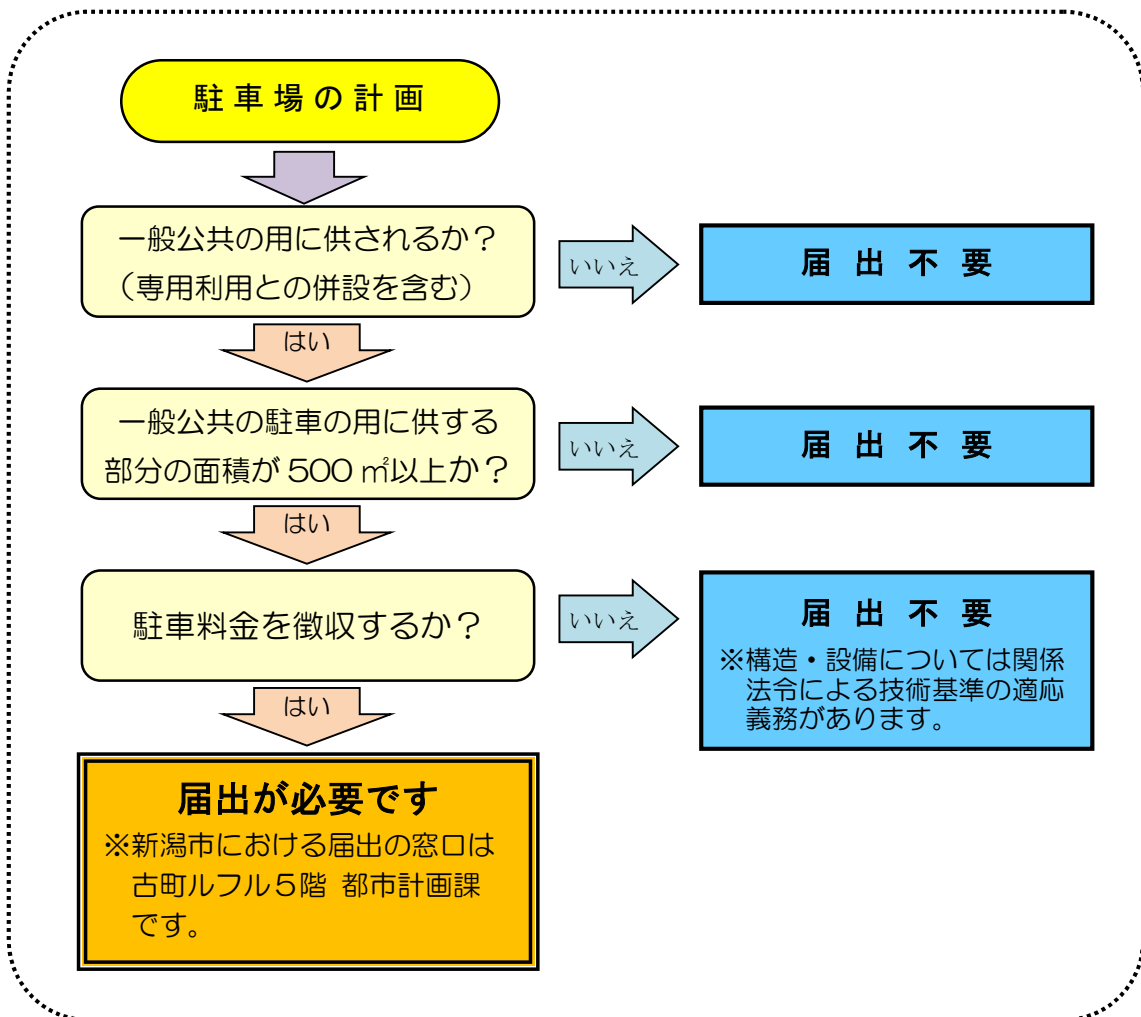 駐車場の計画
一般公共の用に供されるか？
（専用利用との併設を含む）
いいえ
届出不要
はい
一般公共の駐車の用に供する
部分の面積が500㎡以上か？
いいえ
届出不要
はい
駐車料金を徴収するか？
いいえ
届出不要
※構造・設備については関係
法令による技術基準の適応
義務があります。
はい
届出が必要です
※新潟市における届出の窓口は
古町ルフル５階 都市計画課
です。